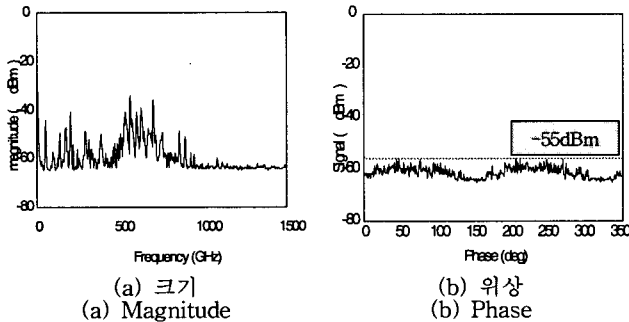 0
-20
-40
-60
-80
magnitude ( dBm)
0
500
1000
1500
Frequency (GHz)
(a) 크기
(a) Magnitude
0
-20
-40
-60
-80
Signal ( dBm)
-55dBm
0 50 100 150 200 250 300 350
Phase (deg)
(b) 위상
(b) Phase